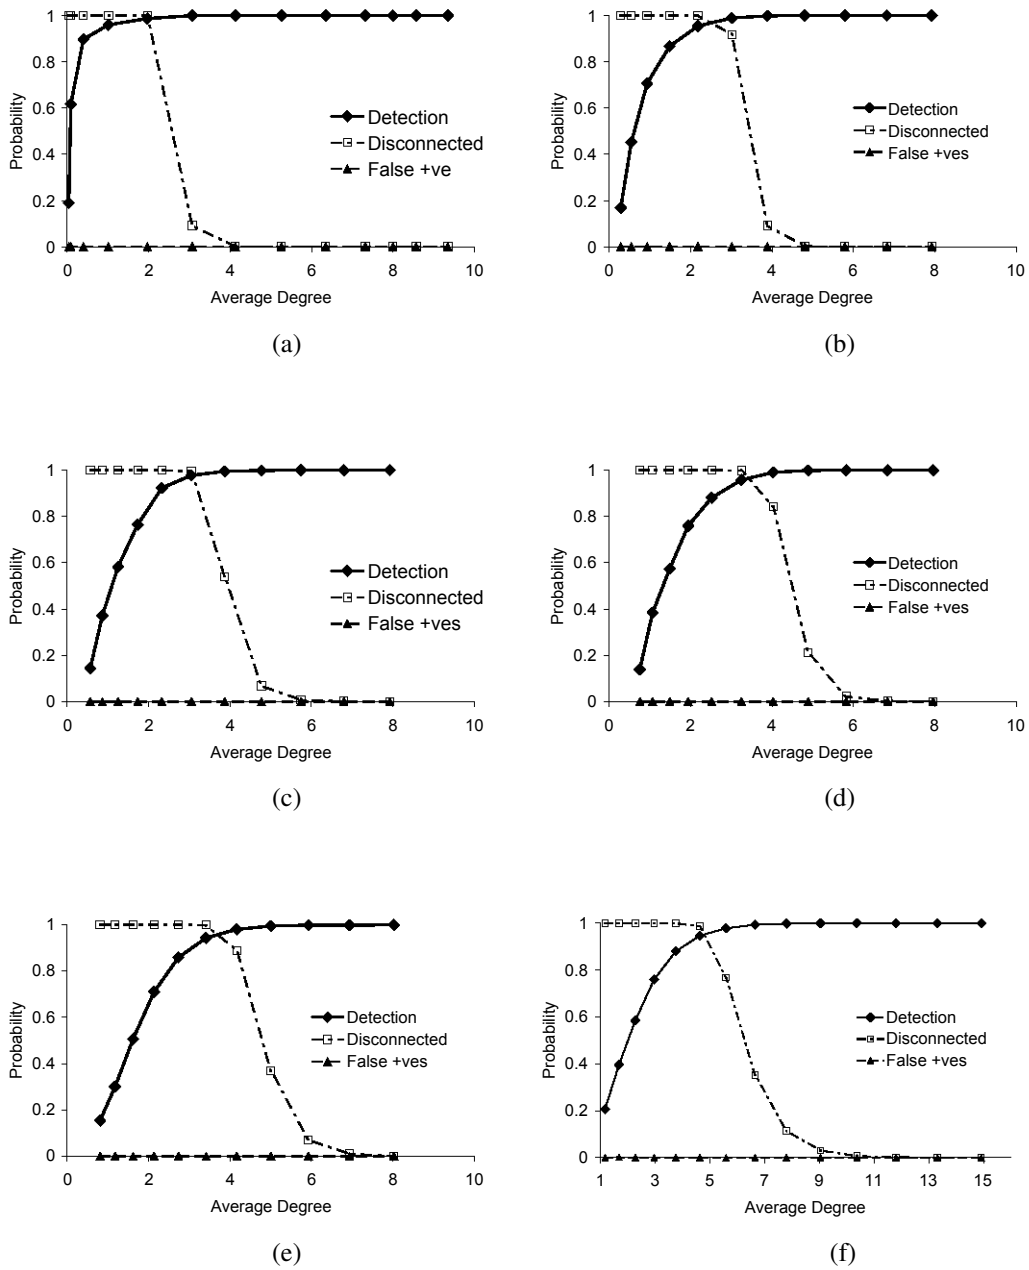 1
0.8
0.6
0.4
0.2
0
Probability
Detection
Disconnected
False +ve
0 2 4 6 8 10
Average Degree
(a)
1
0.8
0.6
0.4
0.2
0
Probability
Detection
Disconnected
False +ves
0 2 4 6 8 10
Average Degree
(b)
1
0.8
0.6
0.4
0.2
0
Probability
Detection
Disconnected
False +ves
0 2 4 6 8 10
Average Degree
(c)
1
0.8
0.6
0.4
0.2
0
Probability
Detection
Disconnected
False +ves
0 2 4 6 8 10
Average Degree
(d)
1
0.8
0.6
0.4
0.2
0
Probability
Detection
Disconnected
False +ves
0 2 4 6 8 10
Average Degree
(e)
1
0.8
0.6
0.4
0.2
0
Probability
Detection
Disconnected
False +ves
1 3 5 7 9 11 13 15
Average Degree
(f)